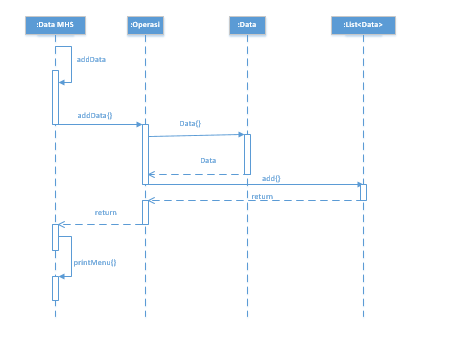 :Data MHS
:Operasi
:Data
:List<Data>
addData
addData()
Data()
Data
add()
return
return
printMenu()